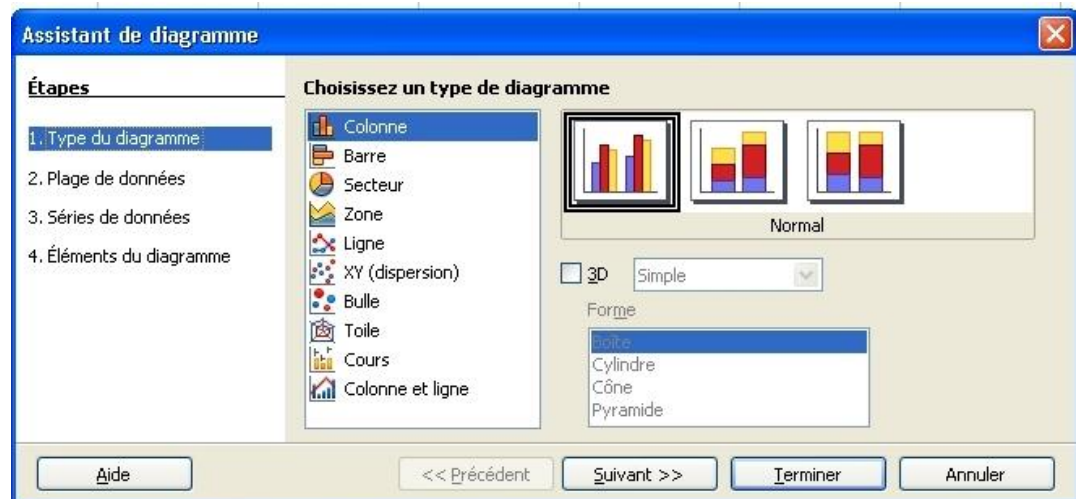 Assistant de diagramme
Étapes
1. Type du diagramme
2. Plage de données
3. Séries de données
4. Éléments du diagramme
Choisissez un type de diagramme
Colonne
Barre
Secteur
Zone
Ligne
XY (dispersion)
Bulle
Toile
Cours
Colonne et ligne
Normal
3D
Simple
Forme
Boîte
Cylindre
Cône
Pyramide
Aide
<< Précédent
Suivant >>
Terminer
Annuler